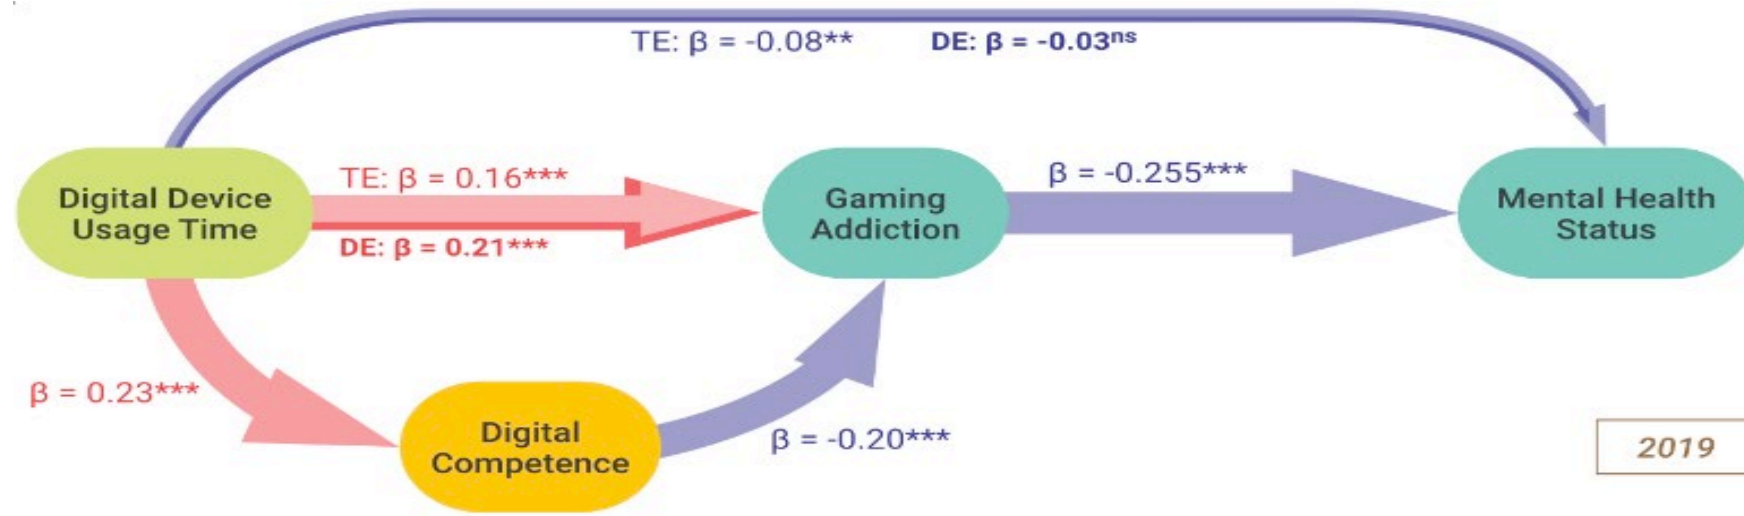 TE: β = -0.08** DE: β = -0.03ⁿˢ
Digital Device
Usage Time
TE: β = 0.16***
DE: β = 0.21***
Gaming
Addiction
β = -0.255***
Mental Health
Status
β = 0.23***
Digital
Competence
β = -0.20***
2019